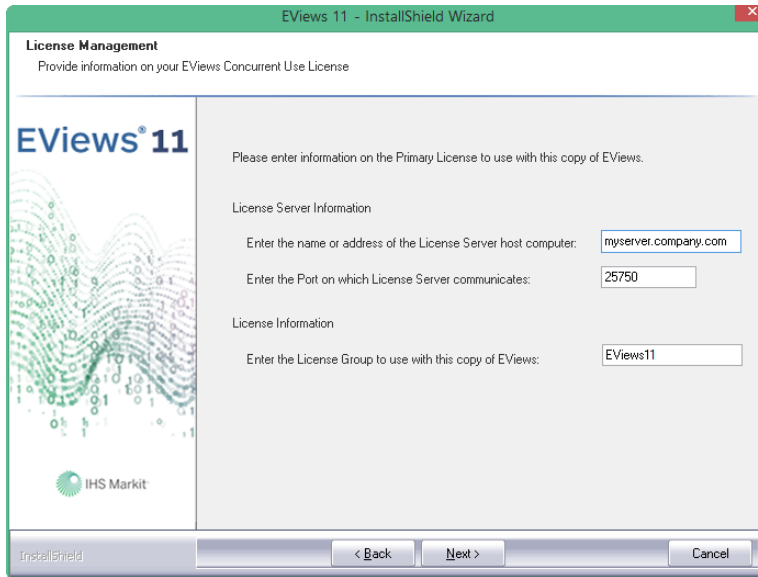 EViews 11 - InstallShield Wizard
License Management
Provide information on your EViews Concurrent Use License
EViews® 11
Please enter information on the Primary License to use with this copy of EViews.
License Server Information
Enter the name or address of the License Server host computer: myserver.company.com
Enter the Port on which License Server communicates: 25750
License Information
Enter the License Group to use with this copy of EViews: EViews11
IHS Markit
InstallShield
< Back Next > Cancel